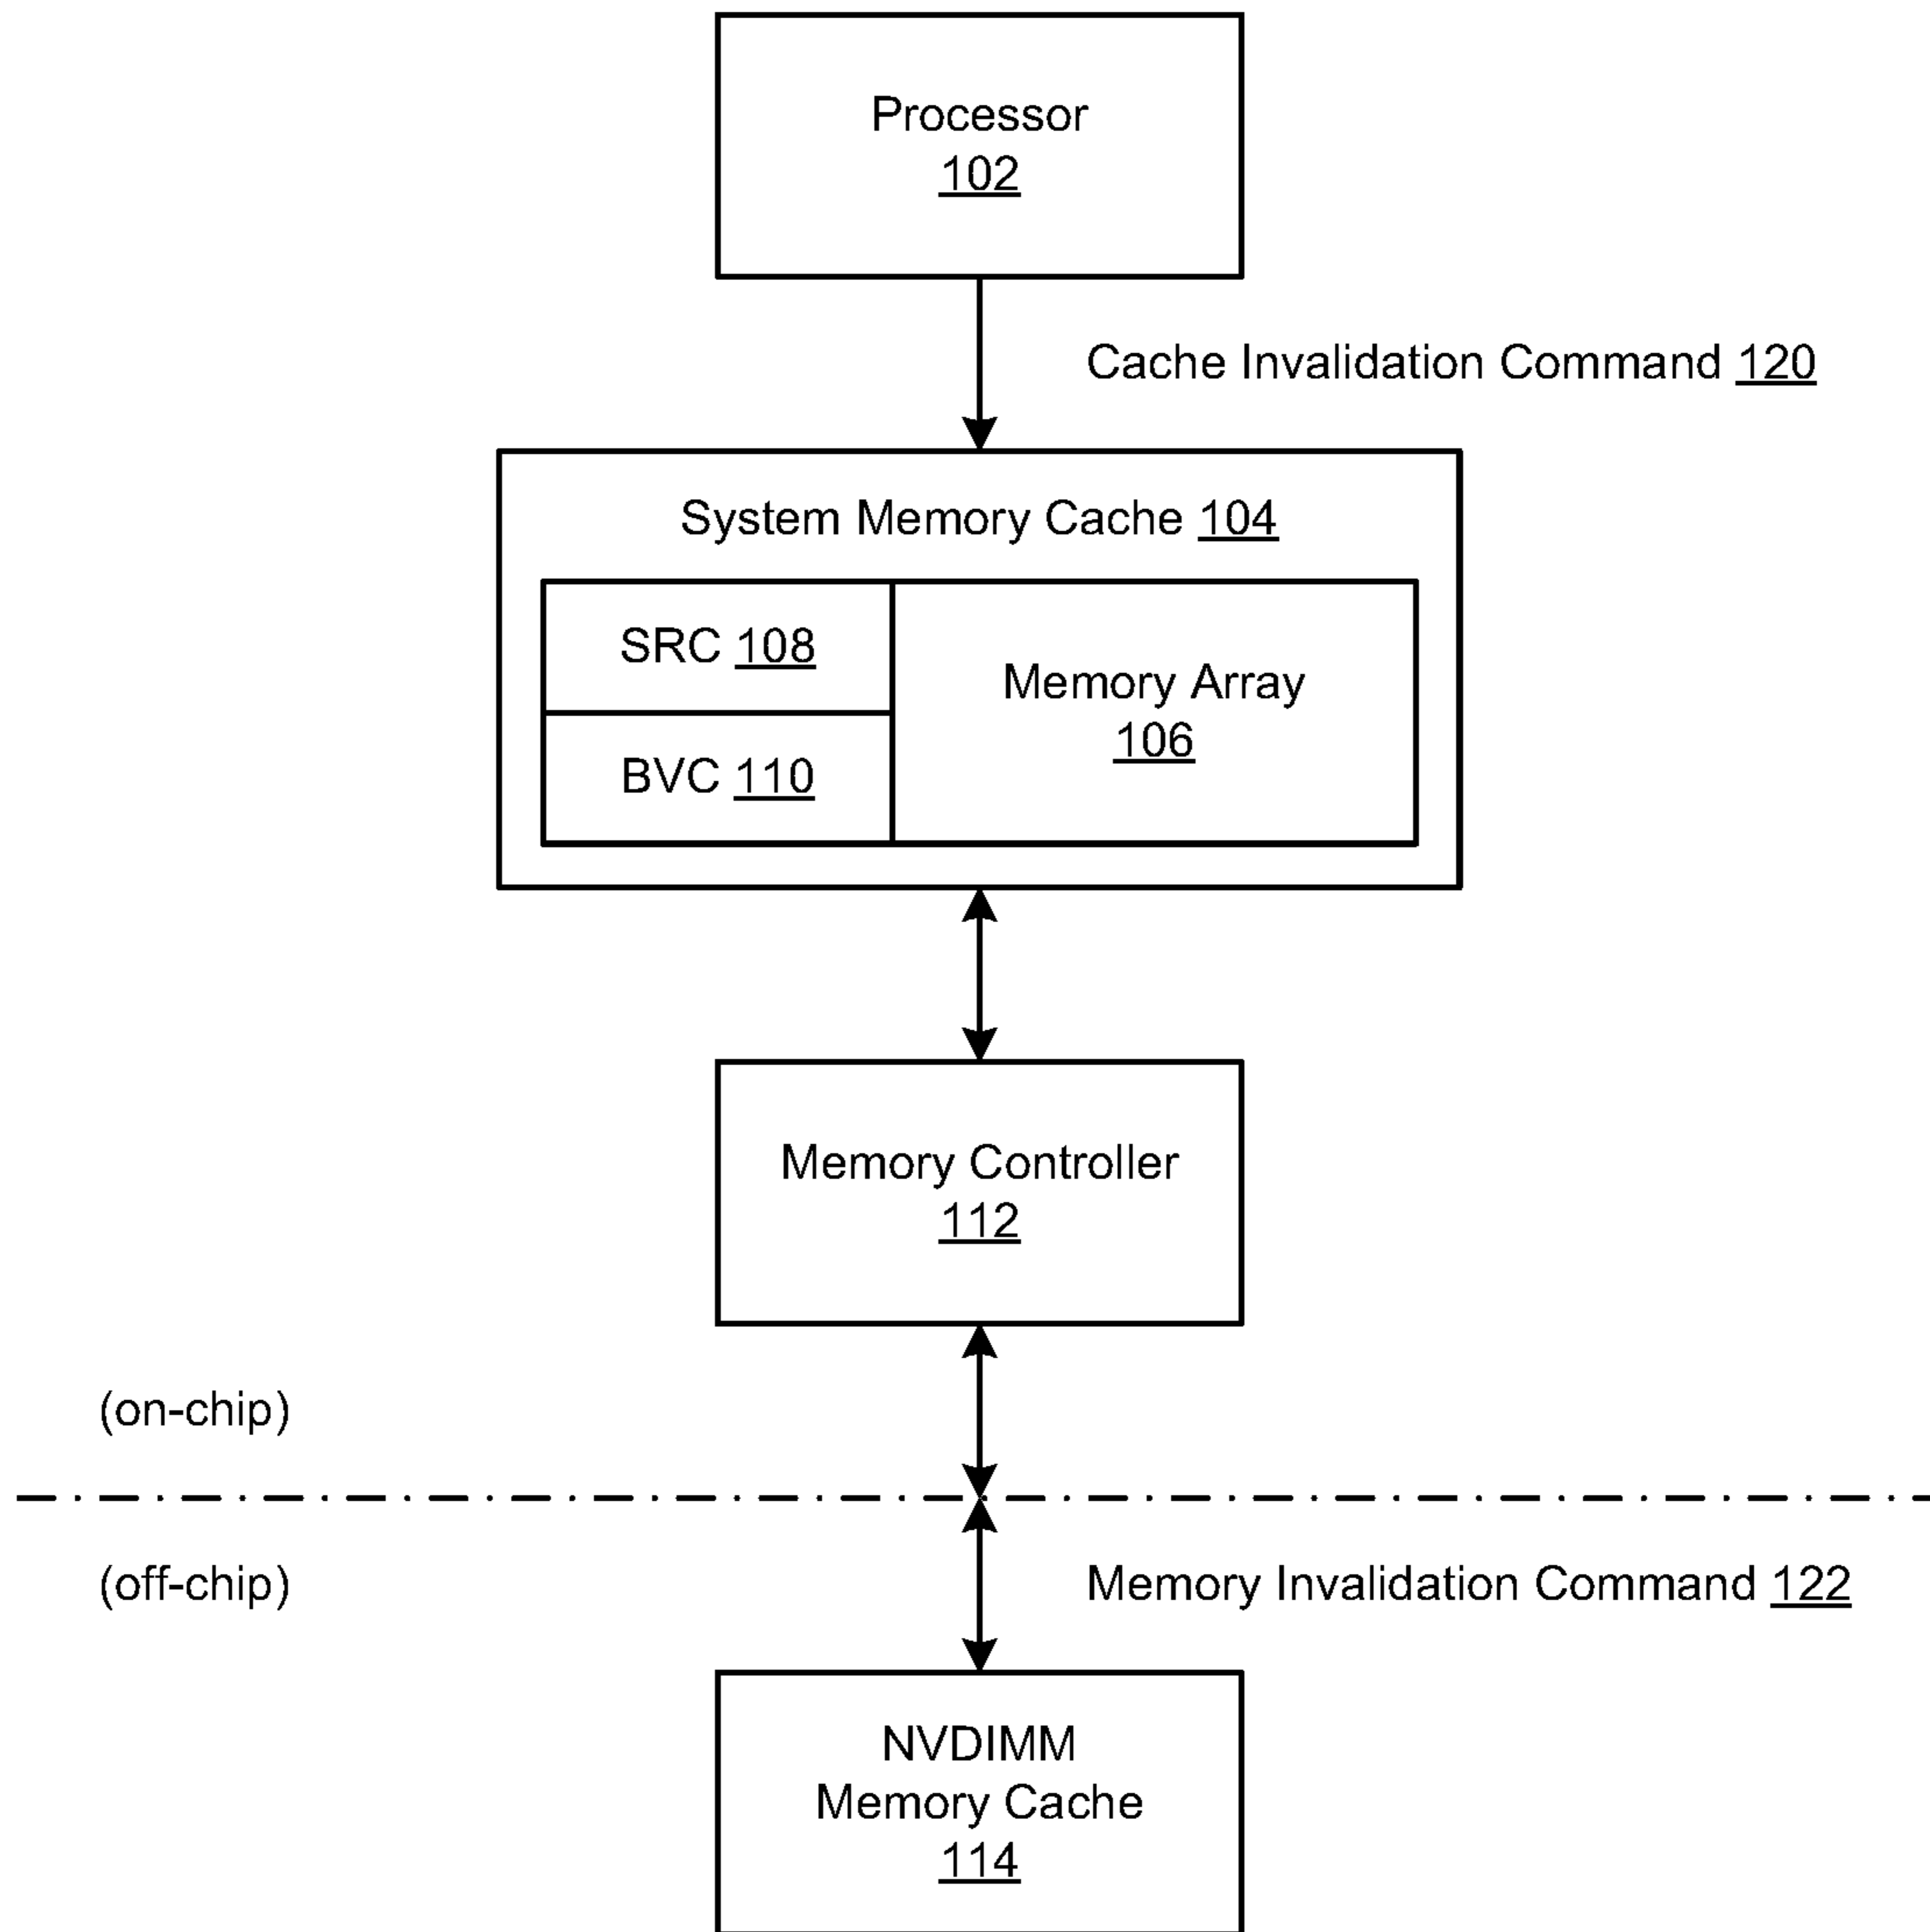 Processor
102
Cache Invalidation Command 120
System Memory Cache 104
SRC 108
BVC 110
Memory Array
106
Memory Controller
112
(on-chip)
(off-chip)
Memory Invalidation Command 122
NVDIMM
Memory Cache
114